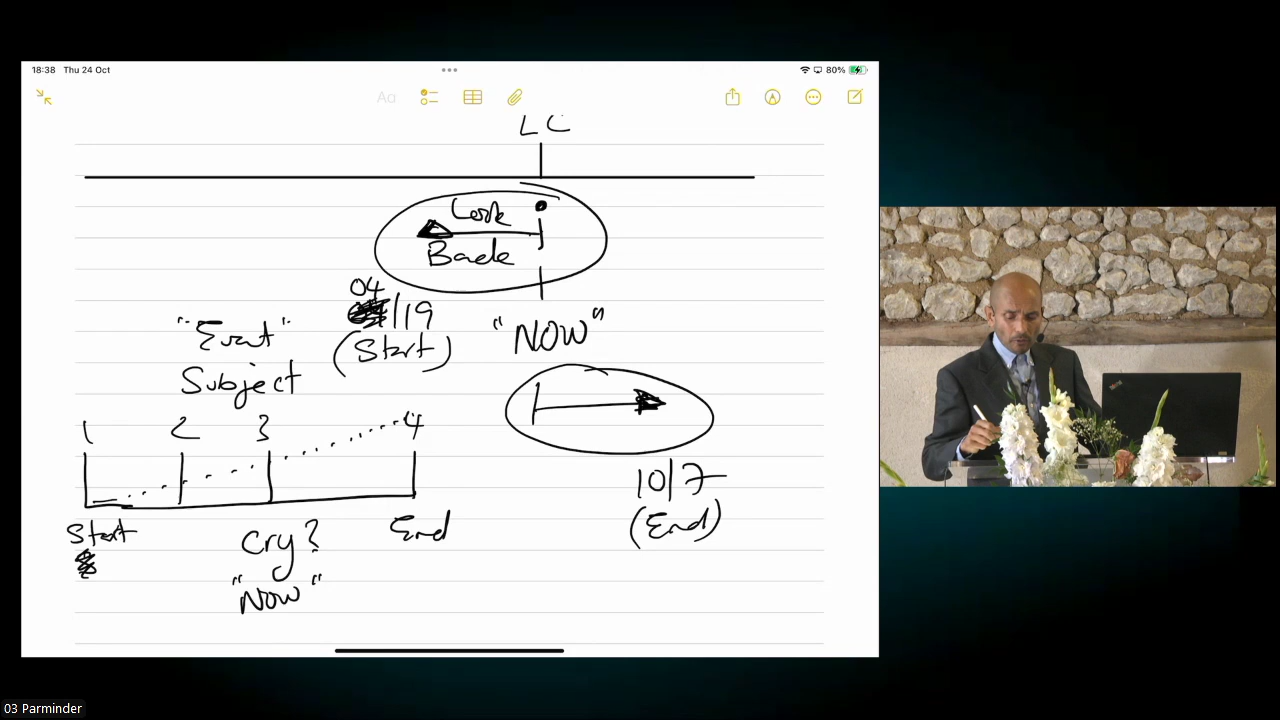 18:38 Thu 24 Oct
80%
Aa
LC
Look
Back
04
/19
(Start)
"NOW"
"Event"
Subject
1 2 3 4
Start
Cry?
"NOW"
End
10/7
(End)
03 Parminder